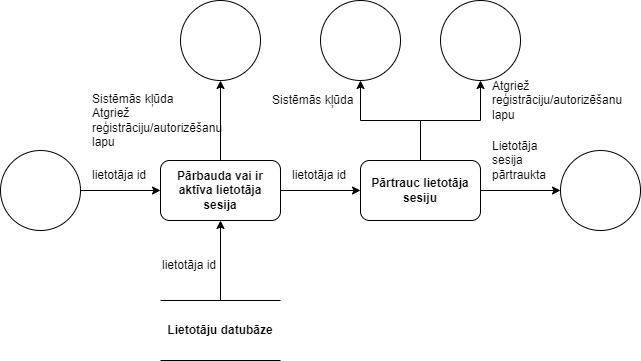 Sistēmās kļūda
Atgriež
reģistrāciju/autorizēšanu
lapu
Sistēmās kļūda
Atgriež
reģistrāciju/autorizēšanu
lapu
lietotāja id
Pārbauda vai ir
aktīva lietotāja
sesija
lietotāja id
Pārtrauc lietotāja
sesiju
Lietotāja
sesija
pārtraukta
lietotāja id
Lietotāju datubāze